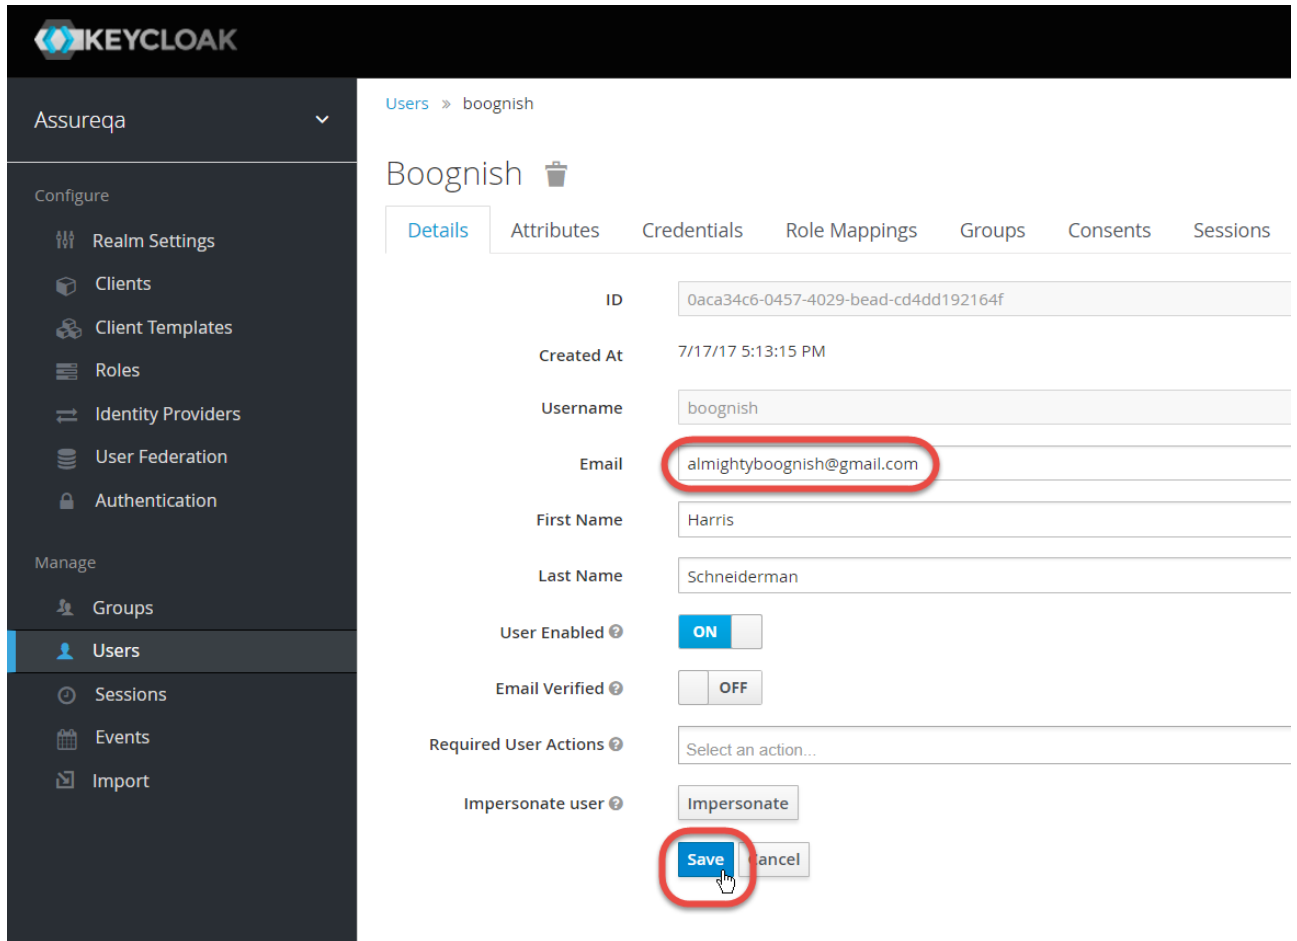 KEYCLOAK
Assureqa
Configure
Realm Settings
Clients
Client Templates
Roles
Identity Providers
User Federation
Authentication
Manage
Groups
Users
Sessions
Events
Import
Users » boognish
Boognish
Details Attributes Credentials Role Mappings Groups Consents Sessions
ID 0aca34c6-0457-4029-bead-cd4dd192164f
Created At 7/17/17 5:13:15 PM
Username boognish
Email almightyboognish@gmail.com
First Name Harris
Last Name Schneiderman
User Enabled ON
Email Verified OFF
Required User Actions Select an action...
Impersonate user Impersonate
Save Cancel